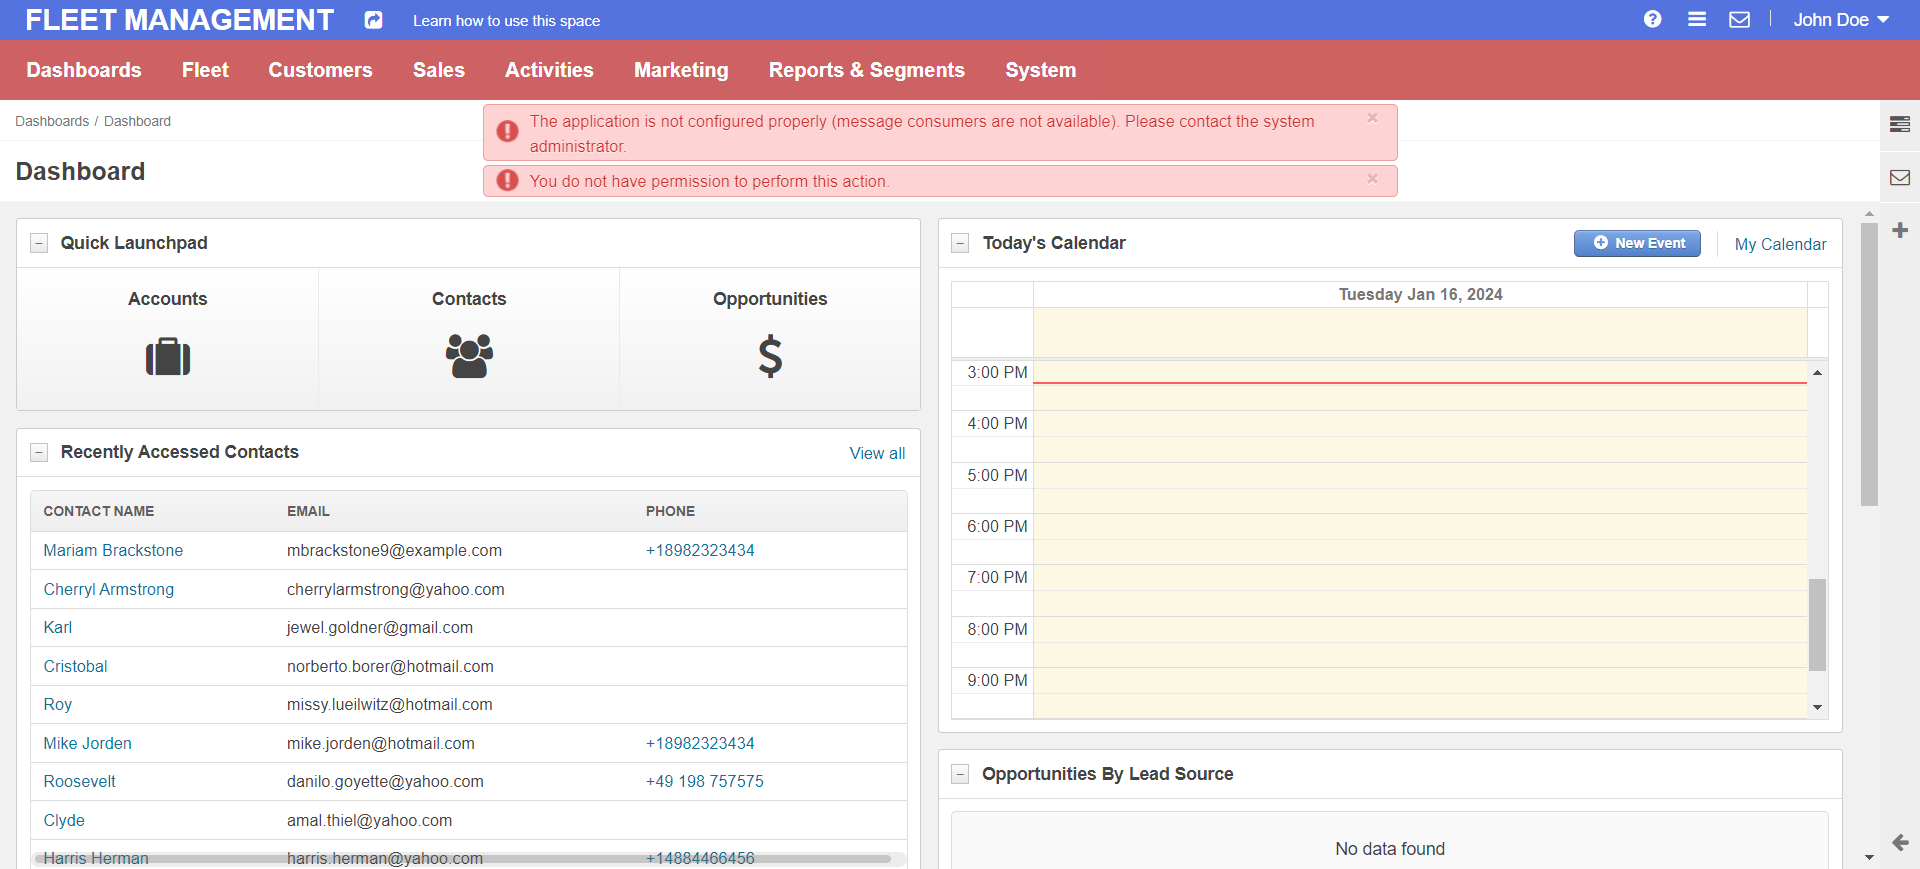 FLEET MANAGEMENT
Learn how to use this space
John Doe
Dashboards
Fleet
Customers
Sales
Activities
Marketing
Reports & Segments
System
Dashboards / Dashboard
The application is not configured properly (message consumers are not available). Please contact the system
administrator.
×
You do not have permission to perform this action.
×
Dashboard
Quick Launchpad
Accounts
Contacts
Opportunities
Recently Accessed Contacts
View all
CONTACT NAME EMAIL PHONE
Mariam Brackstone mbrackstone9@example.com +18982323434
Cherryl Armstrong cherrylarmstrong@yahoo.com
Karl jewel.goldner@gmail.com
Cristobal norberto.borer@hotmail.com
Roy missy.lueilwitz@hotmail.com
Mike Jorden mike.jorden@hotmail.com +18982323434
Roosevelt danilo.goyette@yahoo.com +49 198 757575
Clyde amal.thiel@yahoo.com
Harris Herman harris.herman@yahoo.com +14884466456
Today's Calendar
New Event
My Calendar
Tuesday Jan 16, 2024
3:00 PM
4:00 PM
5:00 PM
6:00 PM
7:00 PM
8:00 PM
9:00 PM
Opportunities By Lead Source
No data found